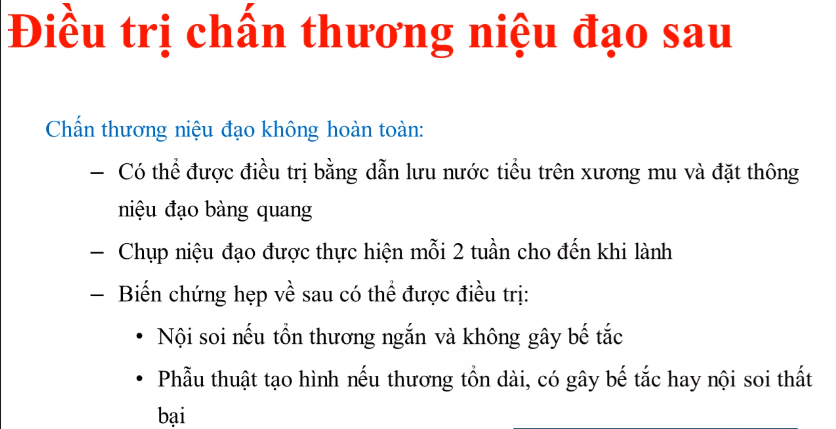 Điều trị chấn thương niệu đạo sau
Chấn thương niệu đạo không hoàn toàn:
– Có thể được điều trị bằng dẫn lưu nước tiểu trên xương mu và đặt thông
niệu đạo bàng quang
– Chụp niệu đạo được thực hiện mỗi 2 tuần cho đến khi lành
– Biến chứng hẹp về sau có thể được điều trị:
• Nội soi nếu tổn thương ngắn và không gây bế tắc
• Phẫu thuật tạo hình nếu thương tổn dài, có gây bế tắc hay nội soi thất
bại